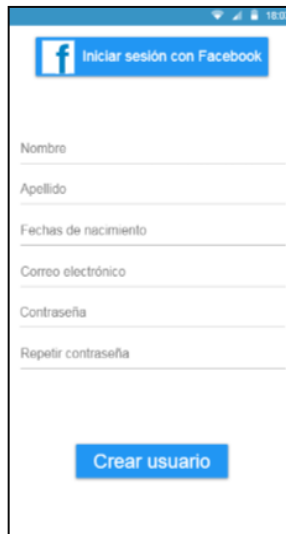 18:0
Iniciar sesión con Facebook
Nombre
Apellido
Fechas de nacimiento
Correo electrónico
Contraseña
Repetir contraseña
Crear usuario